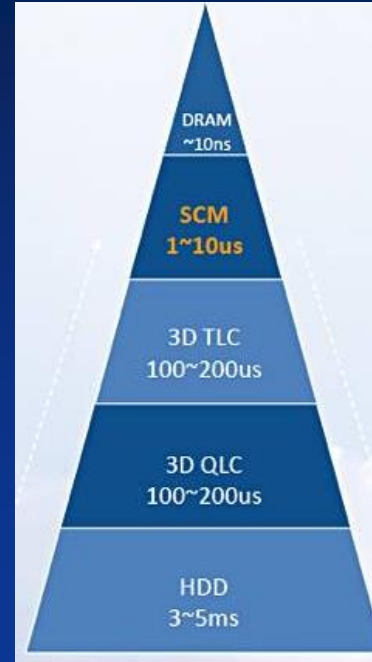 DRAM
~10ns
SCM
1~10us
3D TLC
100~200us
3D QLC
100~200us
HDD
3~5ms